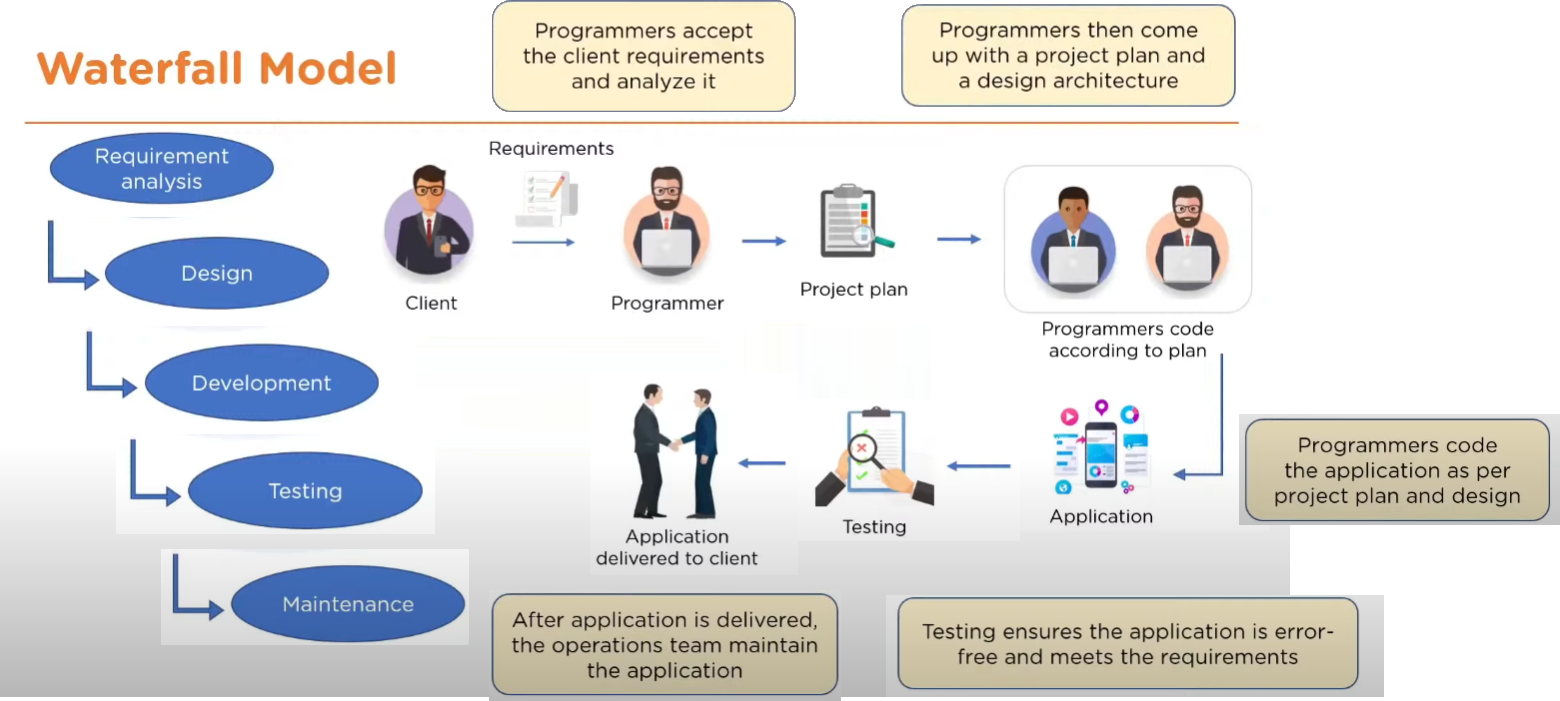 Waterfall Model
Programmers accept
the client requirements
and analyze it
Programmers then come
up with a project plan and
a design architecture
Requirement
analysis
Design
Development
Testing
Maintenance
Requirements
Client
Programmer
Project plan
Programmers code
according to plan
Application
delivered to client
Testing
Application
Programmers code
the application as per
project plan and design
After application is delivered,
the operations team maintain
the application
Testing ensures the application is error-
free and meets the requirements